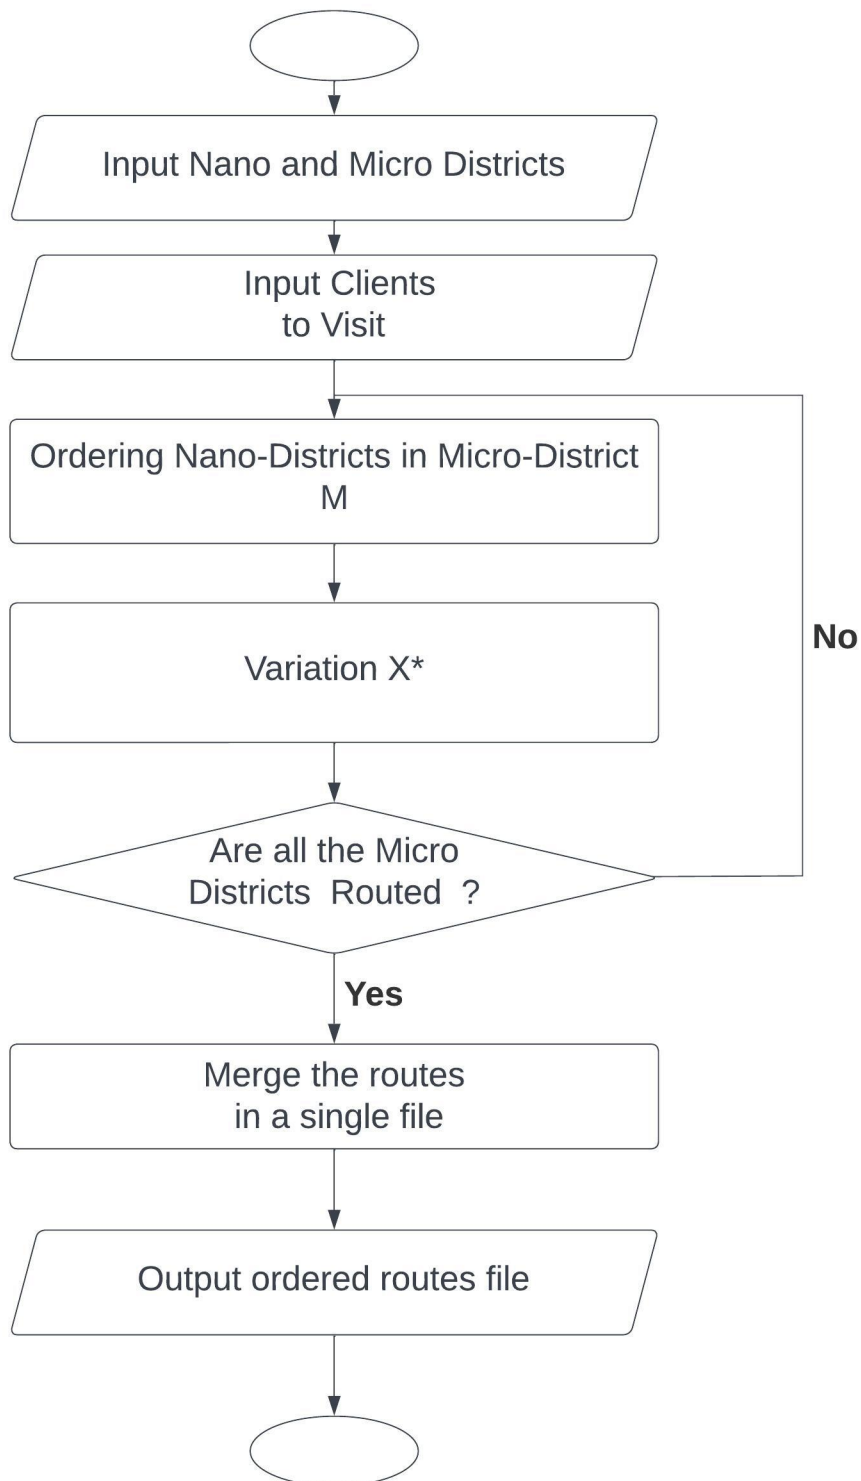 Input Nano and Micro Districts
Input Clients
to Visit
Ordering Nano-Districts in Micro-District
M
Variation X*
No
Are all the Micro
Districts  Routed  ?
Yes
Merge the routes
in a single file
Output ordered routes file